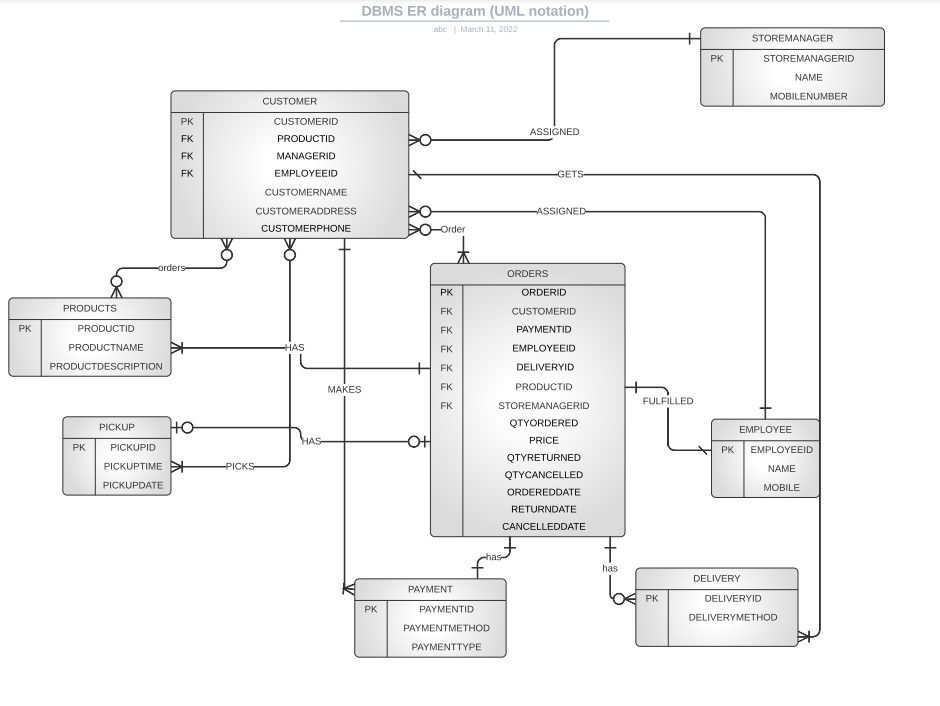 DBMS ER diagram (UML notation)
abc | March 11, 2022
STOREMANAGER
PK STOREMANAGERID
NAME
MOBILENUMBER
CUSTOMER
PK CUSTOMERID
FK PRODUCTID
FK MANAGERID
FK EMPLOYEEID
CUSTOMERNAME
CUSTOMERADDRESS
CUSTOMERPHONE
ASSIGNED
GETS
ASSIGNED
Order
orders
PRODUCTS
PK PRODUCTID
PRODUCTNAME
PRODUCTDESCRIPTION
HAS
MAKES
ORDERS
PK ORDERID
FK CUSTOMERID
FK PAYMENTID
FK EMPLOYEEID
FK DELIVERYID
FK PRODUCTID
FK STOREMANAGERID
QTYORDERED
PRICE
QTYRETURNED
QTYCANCELLED
ORDEREDDATE
RETURNDATE
CANCELLEDDATE
FULFILLED
PICKUP
PK PICKUPID
PICKUPTIME
PICKUPDATE
HAS
PICKS
EMPLOYEE
PK EMPLOYEEID
NAME
MOBILE
has
has
PAYMENT
PK PAYMENTID
PAYMENTMETHOD
PAYMENTTYPE
DELIVERY
PK DELIVERYID
DELIVERYMETHOD